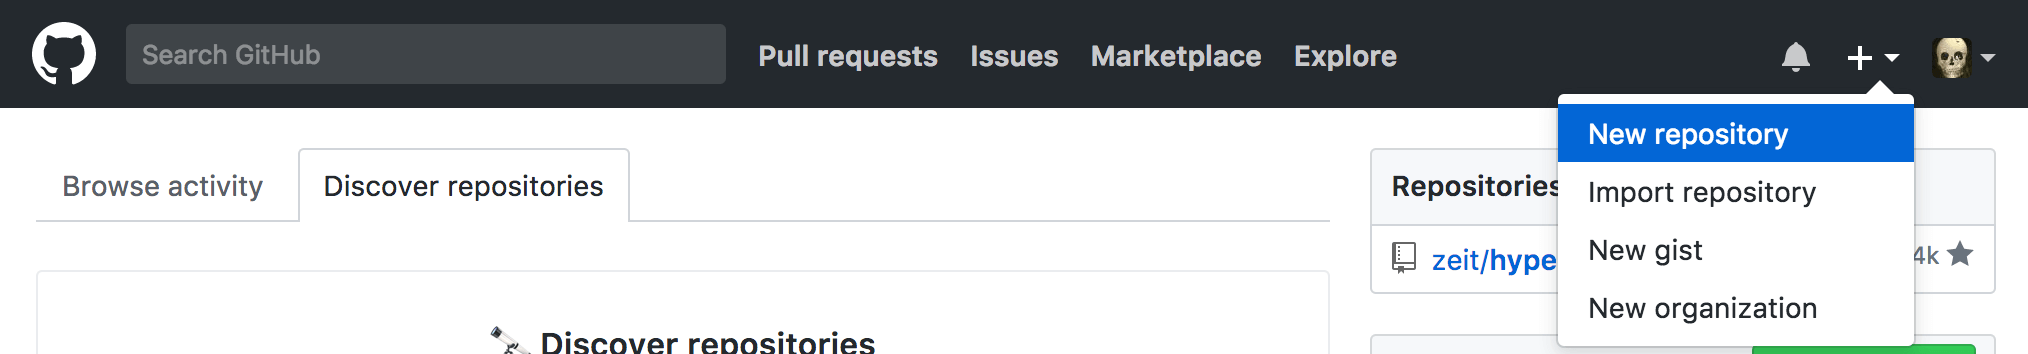 Search GitHub
Pull requests Issues Marketplace Explore
New repository
Import repository
New gist
New organization
Browse activity Discover repositories
Repositories
zeit/hype
4k
Discover repositories